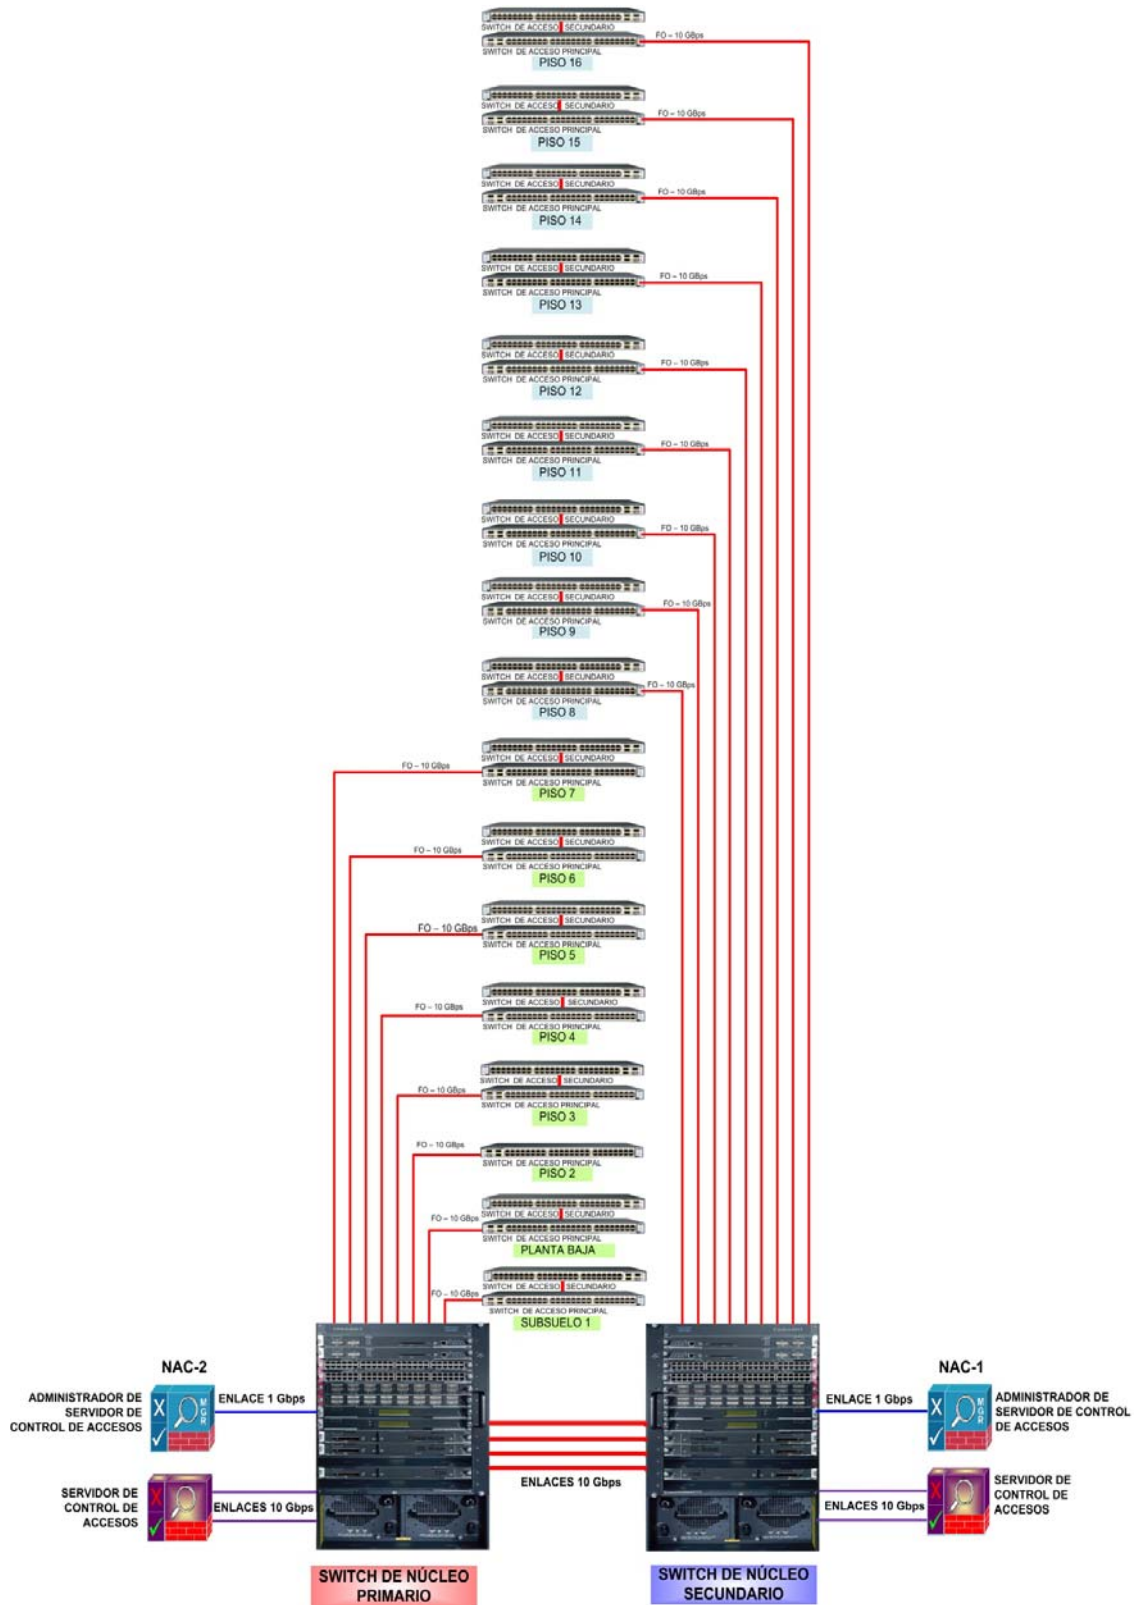 SWITCH DE ACCESO SECUNDARIO
FO – 10 GBps
SWITCH DE ACCESO PRINCIPAL
PISO 16
SWITCH DE ACCESO SECUNDARIO
FO – 10 GBps
SWITCH DE ACCESO PRINCIPAL
PISO 15
SWITCH DE ACCESO SECUNDARIO
FO – 10 GBps
SWITCH DE ACCESO PRINCIPAL
PISO 14
SWITCH DE ACCESO SECUNDARIO
FO – 10 GBps
SWITCH DE ACCESO PRINCIPAL
PISO 13
SWITCH DE ACCESO SECUNDARIO
FO – 10 GBps
SWITCH DE ACCESO PRINCIPAL
PISO 12
SWITCH DE ACCESO SECUNDARIO
FO – 10 GBps
SWITCH DE ACCESO PRINCIPAL
PISO 11
SWITCH DE ACCESO SECUNDARIO
FO – 10 GBps
SWITCH DE ACCESO PRINCIPAL
PISO 10
SWITCH DE ACCESO SECUNDARIO
FO – 10 GBps
SWITCH DE ACCESO PRINCIPAL
PISO 9
SWITCH DE ACCESO SECUNDARIO
FO – 10 GBps
SWITCH DE ACCESO PRINCIPAL
PISO 8
SWITCH DE ACCESO SECUNDARIO
FO – 10 GBps
SWITCH DE ACCESO PRINCIPAL
PISO 7
SWITCH DE ACCESO SECUNDARIO
FO – 10 GBps
SWITCH DE ACCESO PRINCIPAL
PISO 6
SWITCH DE ACCESO SECUNDARIO
FO – 10 GBps
SWITCH DE ACCESO PRINCIPAL
PISO 5
SWITCH DE ACCESO SECUNDARIO
FO – 10 GBps
SWITCH DE ACCESO PRINCIPAL
PISO 4
SWITCH DE ACCESO SECUNDARIO
FO – 10 GBps
SWITCH DE ACCESO PRINCIPAL
PISO 3
FO – 10 GBps
SWITCH DE ACCESO PRINCIPAL
PISO 2
SWITCH DE ACCESO SECUNDARIO
FO – 10 GBps
SWITCH DE ACCESO PRINCIPAL
PLANTA BAJA
SWITCH DE ACCESO SECUNDARIO
FO – 10 GBps
SWITCH DE ACCESO PRINCIPAL
SUBSUELO 1
NAC-2
ADMINISTRADOR DE
SERVIDOR DE
CONTROL DE ACCESOS
MGR
ENLACE 1 Gbps
SERVIDOR DE
CONTROL DE
ACCESOS
ENLACES 10 Gbps
ENLACES 10 Gbps
NAC-1
ENLACE 1 Gbps
MGR
ADMINISTRADOR DE
SERVIDOR DE CONTROL
DE ACCESOS
ENLACES 10 Gbps
SERVIDOR DE
CONTROL DE
ACCESOS
SWITCH DE NÚCLEO
PRIMARIO
SWITCH DE NÚCLEO
SECUNDARIO